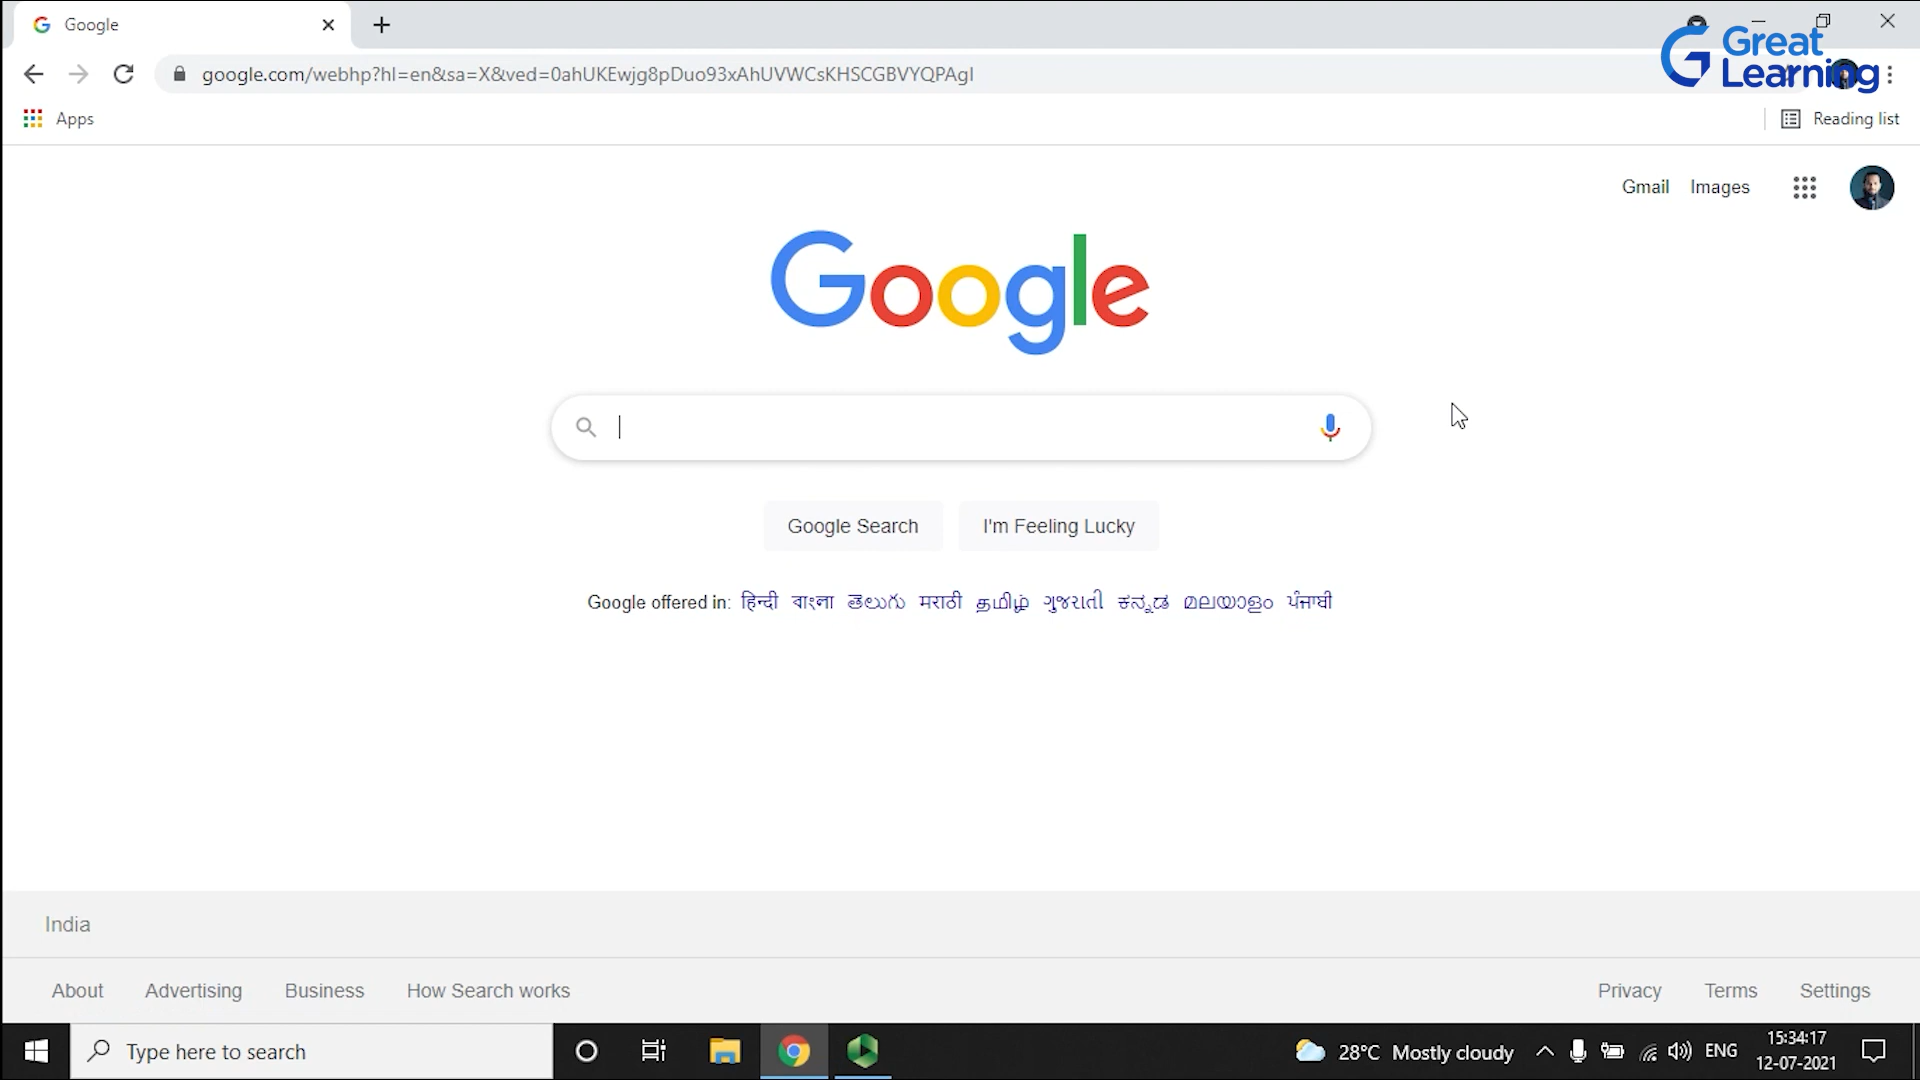 Google
Great
Learning
google.com/webhp?hl=en&sa=X&ved=0ahUKEwjg8pDuo93xAhUVWCsKHSCGBVYQPAgI
Apps
Reading list
Gmail Images
Google
Google Search I'm Feeling Lucky
Google offered in: हिन्दी বাংলা తెలుగు मराठी தமிழ் ગુજરાતી ಕನ್ನಡ മലയാളം ਪੰਜਾਬੀ
India
About Advertising Business How Search works Privacy Terms Settings
Type here to search
28°C Mostly cloudy ENG
15:34:17
12-07-2021